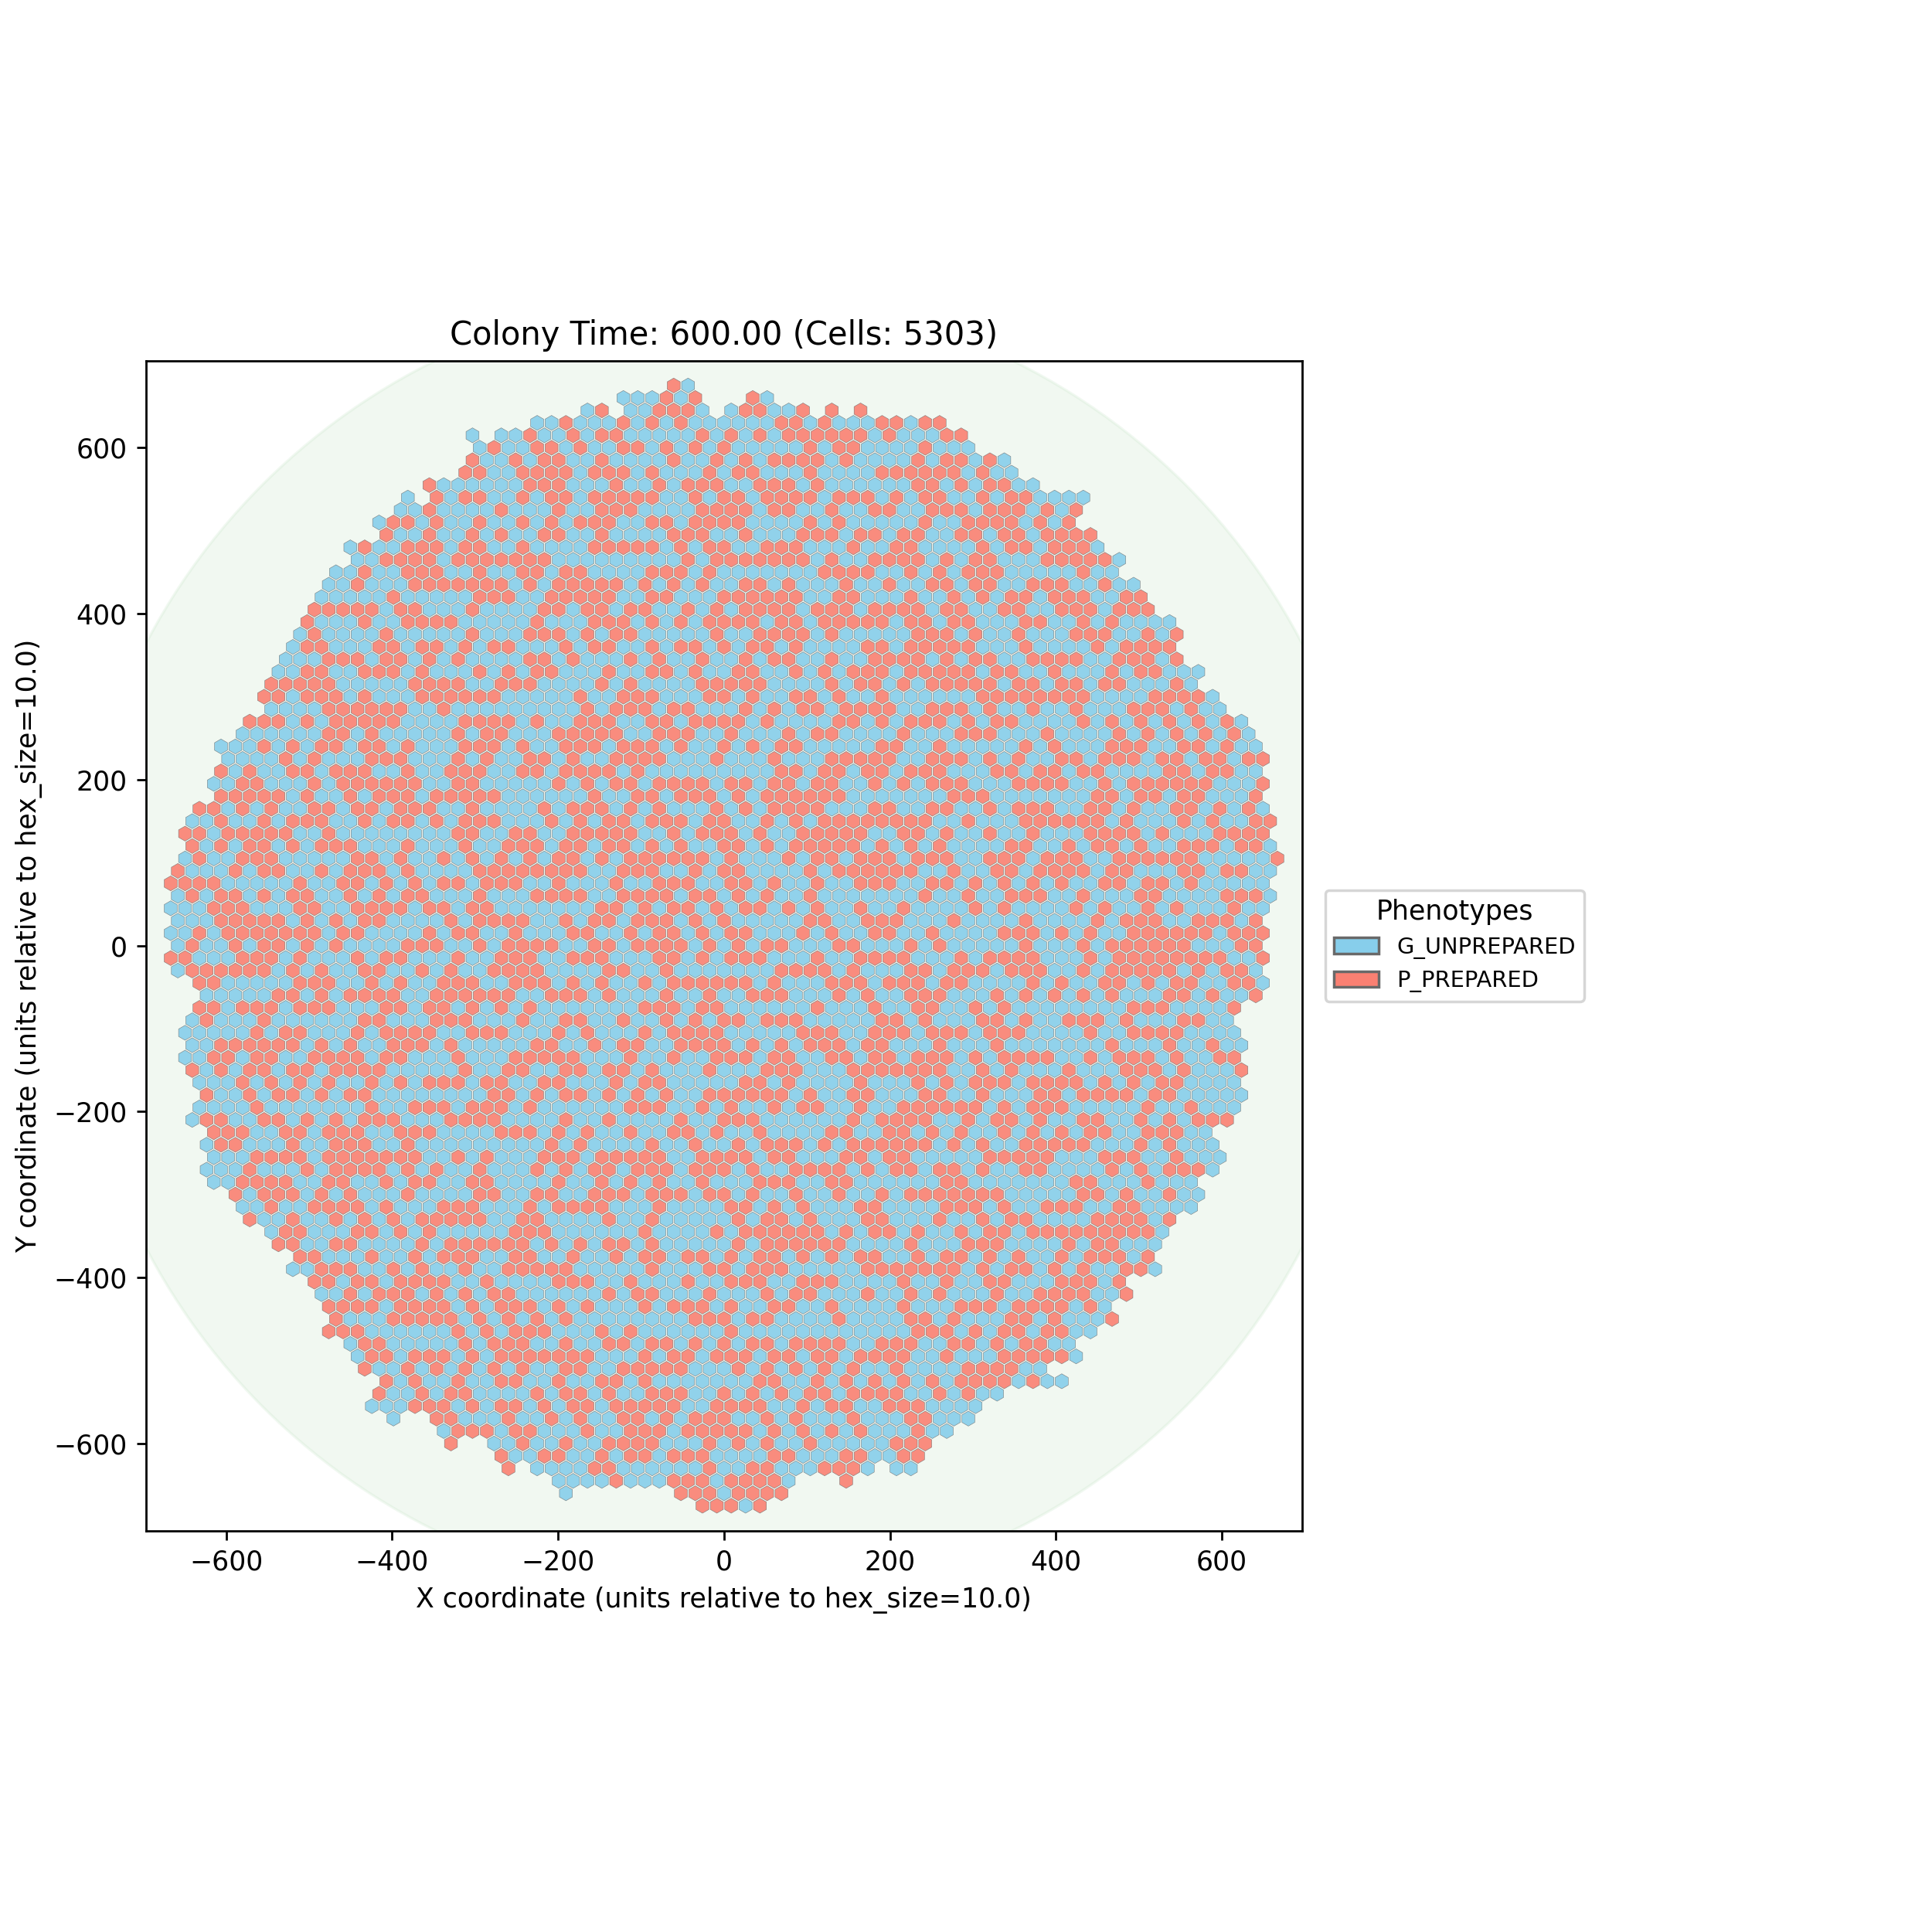 Colony Time: 600.00 (Cells: 5303)
Y coordinate (units relative to hex_size=10.0)
600
400
200
0
−200
−400
−600
−600 −400 −200 0 200 400 600
X coordinate (units relative to hex_size=10.0)
Phenotypes
G_UNPREPARED
P_PREPARED